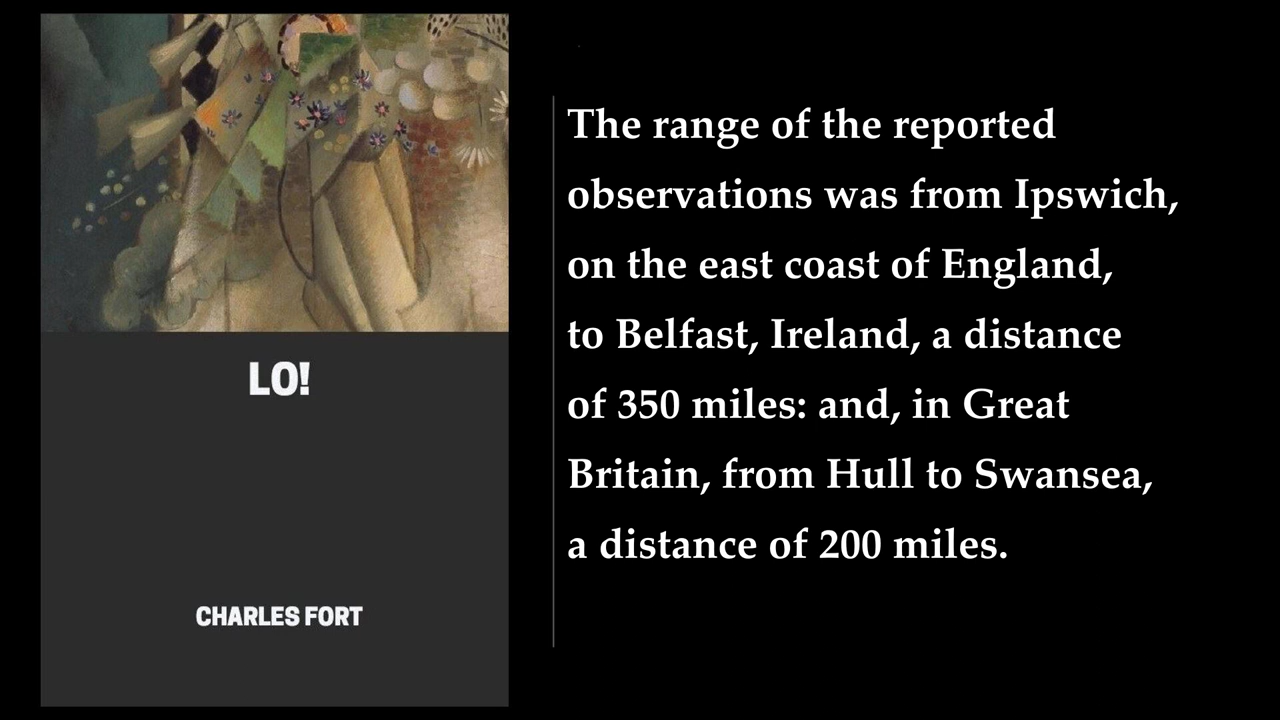 LO!
CHARLES FORT
The range of the reported
observations was from Ipswich,
on the east coast of England,
to Belfast, Ireland, a distance
of 350 miles: and, in Great
Britain, from Hull to Swansea,
a distance of 200 miles.